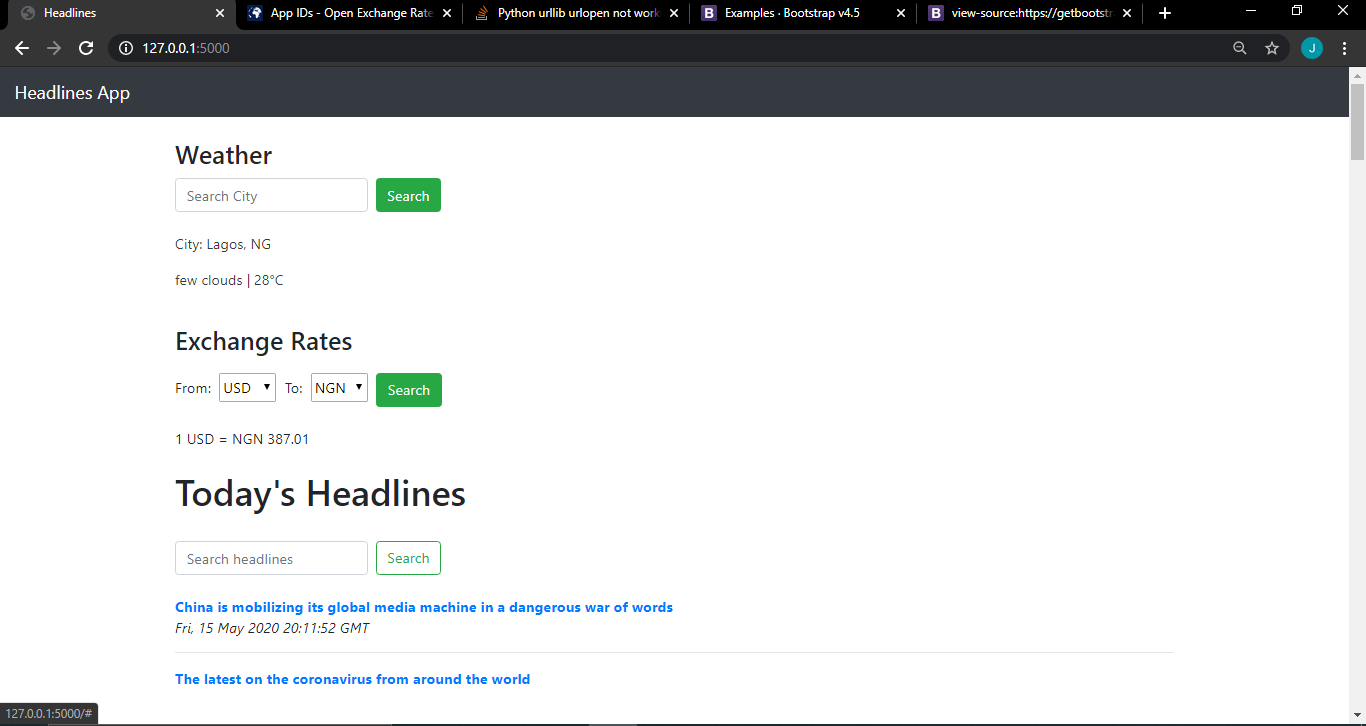 Headlines
App IDs - Open Exchange Rate
Python urllib urlopen not work
Examples · Bootstrap v4.5
view-source:https://getbootstr
127.0.0.1:5000
J
Headlines App
Weather
Search City
Search
City: Lagos, NG
few clouds | 28°C
Exchange Rates
From: USD To: NGN Search
1 USD = NGN 387.01
Today's Headlines
Search headlines
Search
China is mobilizing its global media machine in a dangerous war of words
Fri, 15 May 2020 20:11:52 GMT
The latest on the coronavirus from around the world
127.0.0.1:5000/#